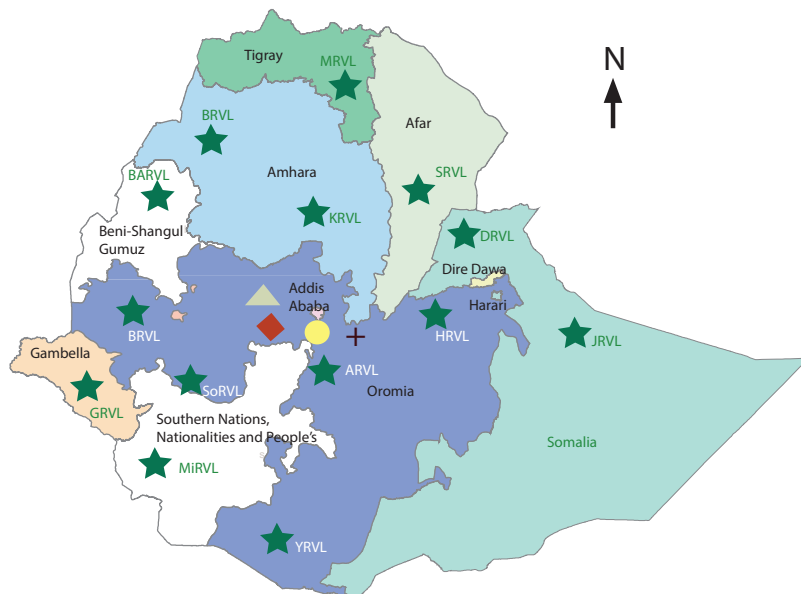 Tigray
MRVL
N
BRVL
Afar
BARVL
Amhara
SRVL
KRVL
Beni-Shangul
Gumuz
DRVL
Dire Dawa
Addis
Ababa
Harari
BRVL
HRVL
JRVL
Gambella
ARVL
Oromia
GRVL
SoRVL
Southern Nations,
Nationalities and People's
Somalia
MiRVL
YRVL